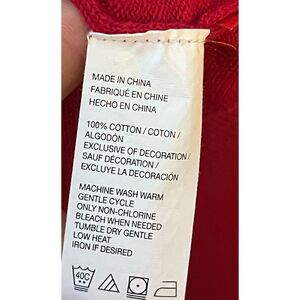 MADE IN CHINA
FABRIQUÉ EN CHINE
HECHO EN CHINA
100% COTTON / COTON /
ALGODÓN
EXCLUSIVE OF DECORATION /
SAUF DÉCORATION /
EXCLUYE LA DECORACIÓN
MACHINE WASH WARM
GENTLE CYCLE
ONLY NON-CHLORINE
BLEACH WHEN NEEDED
TUMBLE DRY GENTLE
LOW HEAT
IRON IF DESIRED
40C